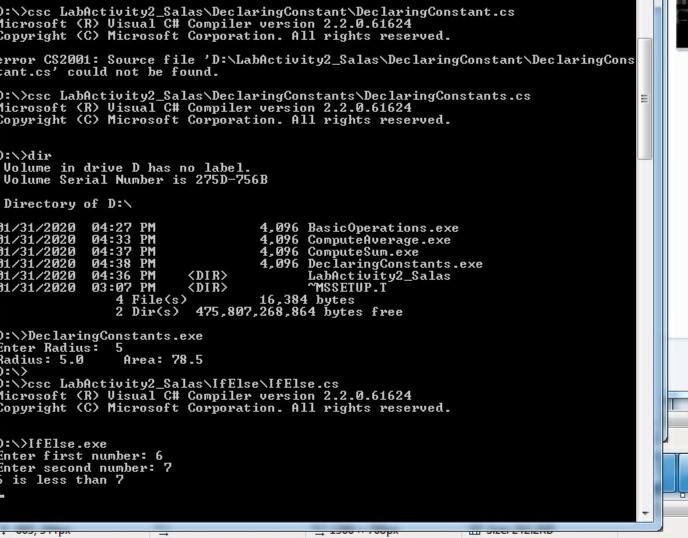 D:\>csc LabActivity2_Salas\DeclaringConstant\DeclaringConstant.cs
Microsoft (R) Visual C# Compiler version 2.2.0.61624
Copyright (C) Microsoft Corporation. All rights reserved.
error CS2001: Source file 'D:\LabActivity2_Salas\DeclaringConstant\DeclaringCons
tant.cs' could not be found.
D:\>csc LabActivity2_Salas\DeclaringConstants\DeclaringConstants.cs
Microsoft (R) Visual C# Compiler version 2.2.0.61624
Copyright (C) Microsoft Corporation. All rights reserved.
D:\>dir
Volume in drive D has no label.
Volume Serial Number is 275D-756B
Directory of D:\
01/31/2020  04:27 PM             4,096 BasicOperations.exe
01/31/2020  04:33 PM             4,096 ComputeAverage.exe
01/31/2020  04:37 PM             4,096 ComputeSum.exe
01/31/2020  04:38 PM             4,096 DeclaringConstants.exe
01/31/2020  04:36 PM    <DIR>          LabActivity2_Salas
01/31/2020  03:07 PM    <DIR>          ~MSSETUP.T
4 File(s)         16,384 bytes
2 Dir(s)  475,807,268,864 bytes free
D:\>DeclaringConstants.exe
Enter Radius:  5
Radius: 5.0     Area: 78.5
D:\>
D:\>csc LabActivity2_Salas\IfElse\IfElse.cs
Microsoft (R) Visual C# Compiler version 2.2.0.61624
Copyright (C) Microsoft Corporation. All rights reserved.
D:\>IfElse.exe
Enter first number: 6
Enter second number: 7
6 is less than 7